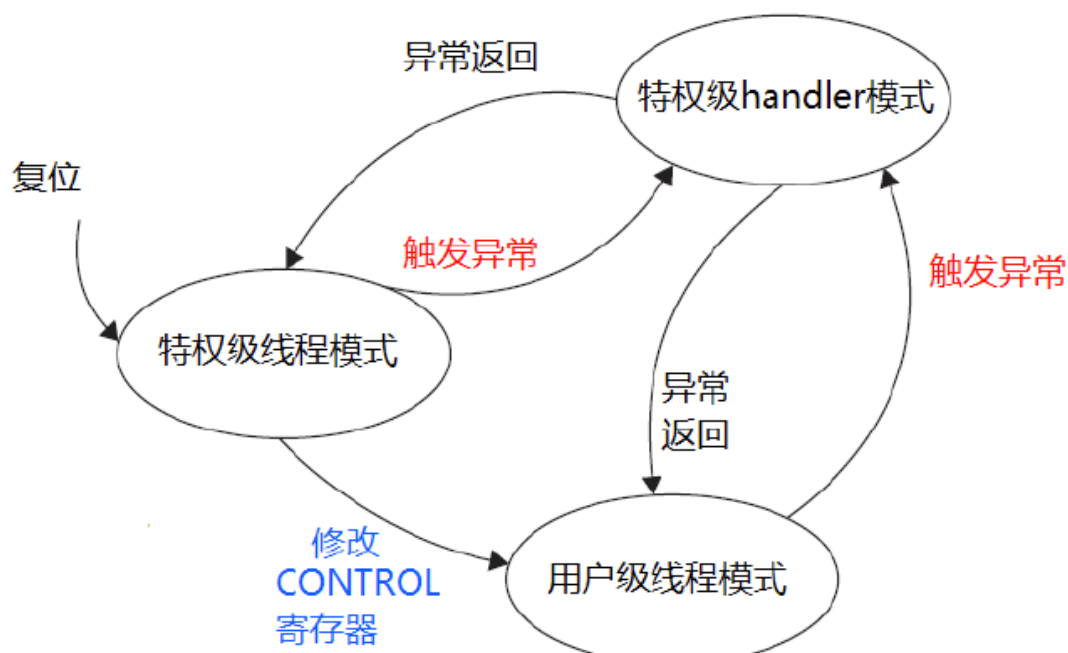 异常返回
特权级handler模式
复位
触发异常
触发异常
特权级线程模式
异常
返回
修改
CONTROL
寄存器
用户级线程模式